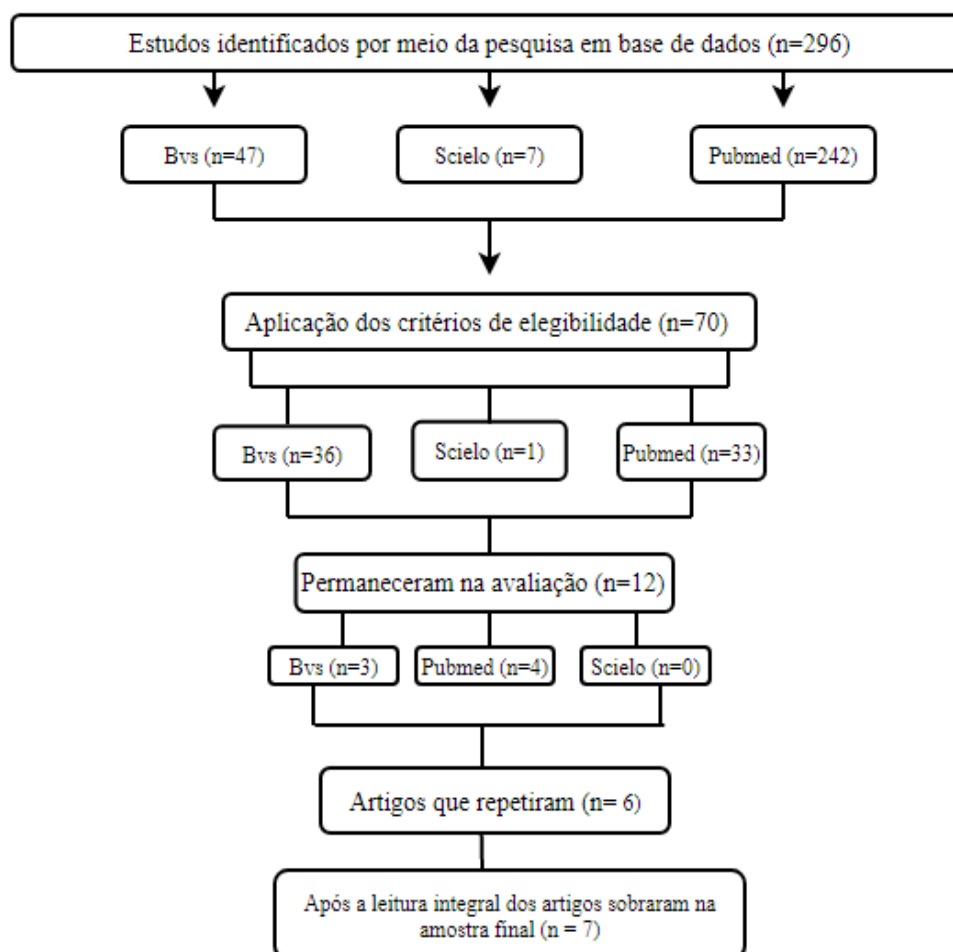 Estudos identificados por meio da pesquisa em base de dados (n=296)
Bvs (n=47)
Scielo (n=7)
Pubmed (n=242)
Aplicação dos critérios de elegibilidade (n=70)
Bvs (n=36)
Scielo (n=1)
Pubmed (n=33)
Permaneceram na avaliação (n=12)
Bvs (n=3)
Pubmed (n=4)
Scielo (n=0)
Artigos que repetiram (n= 6)
Após a leitura integral dos artigos sobraram na
amostra final (n = 7)